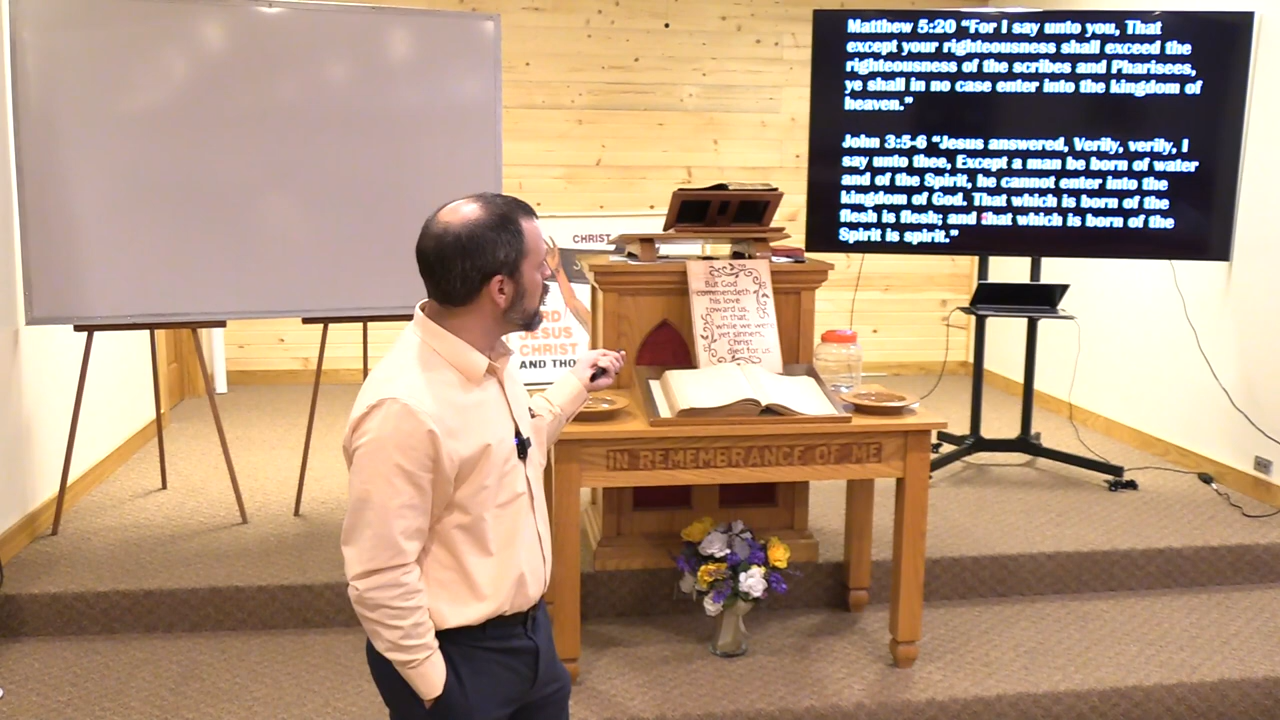 Matthew 5:20 “For I say unto you, That
except your righteousness shall exceed the
righteousness of the scribes and Pharisees,
ye shall in no case enter into the kingdom of
heaven.”
John 3:5-6 “Jesus answered, Verily, verily, I
say unto thee, Except a man be born of water
and of the Spirit, he cannot enter into the
kingdom of God. That which is born of the
flesh is flesh; and that which is born of the
Spirit is spirit.”
CHRIST
JESUS
CHRIST
AND THO
But God
commendeth
his love
toward us,
in that,
while we were
yet sinners,
Christ
died for us.
IN REMEMBRANCE OF ME